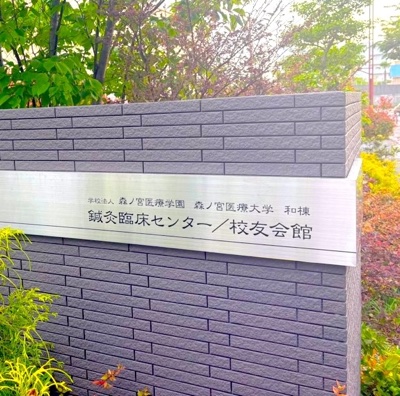 学校法人 森ノ宮医療学園 森ノ宮医療大学 和棟
鍼灸臨床センター／校友会館